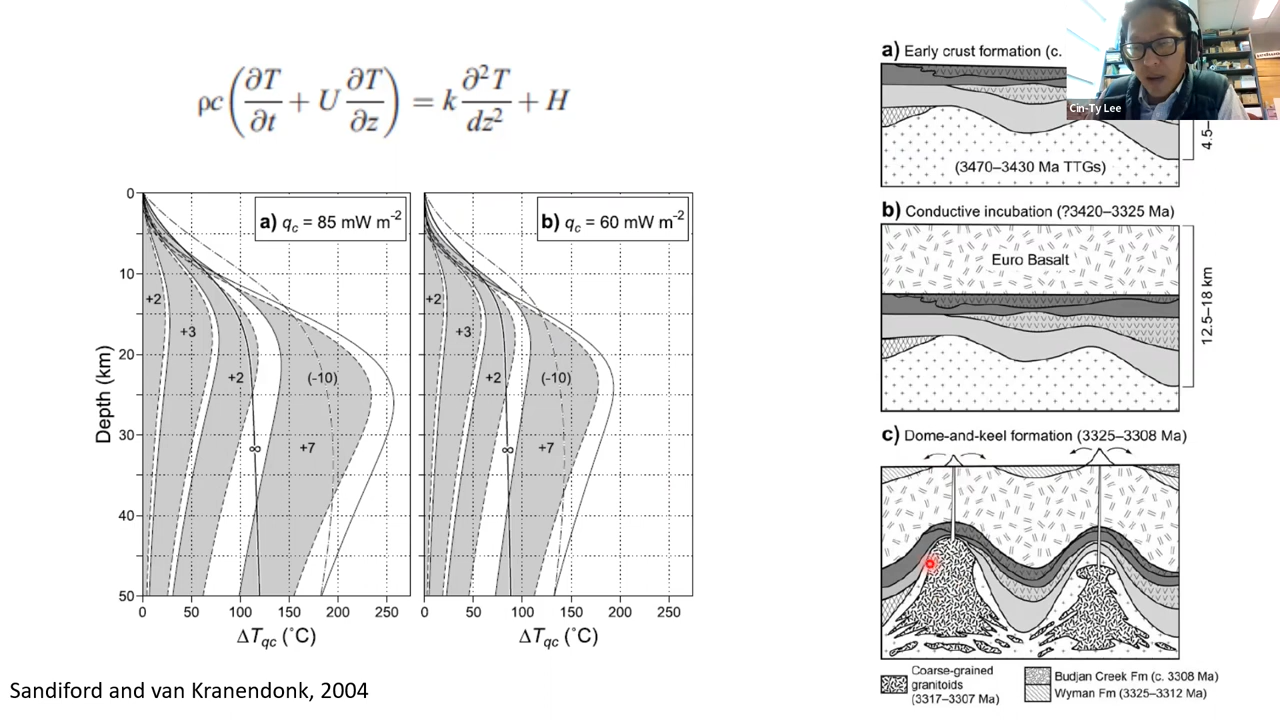 ρc(∂T/∂t + U ∂T/∂z) = k ∂²T/dz² + H
a) qc = 85 mW m-2
b) qc = 60 mW m-2
0
10
20
30
40
50
Depth (km)
+2
+3
+2
(-10)
+7
∞
+2
+3
+2
(-10)
+7
∞
0
50
100
150
200
250
0
50
100
150
200
250
ΔTqc (˚C)
ΔTqc (˚C)
Sandiford and van Kranendonk, 2004
a) Early crust formation (c.
Cin-Ty Lee
4.5–
(3470–3430 Ma TTGs)
b) Conductive incubation (?3420–3325 Ma)
Euro Basalt
12.5–18 km
c) Dome-and-keel formation (3325–3308 Ma)
Coarse-grained
granitoids
(3317–3307 Ma)
Budjan Creek Fm (c. 3308 Ma)
Wyman Fm (3325–3312 Ma)